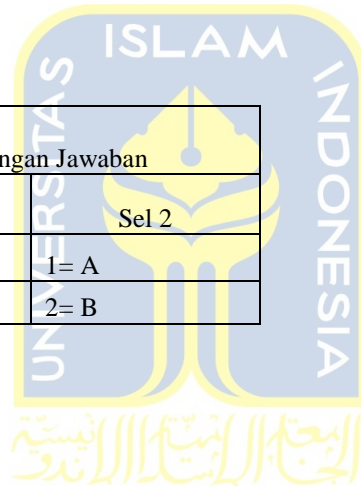 ISLAM
UNIVERSITAS
INDONESIA
ngan Jawaban
Sel 2
1= A
2= B